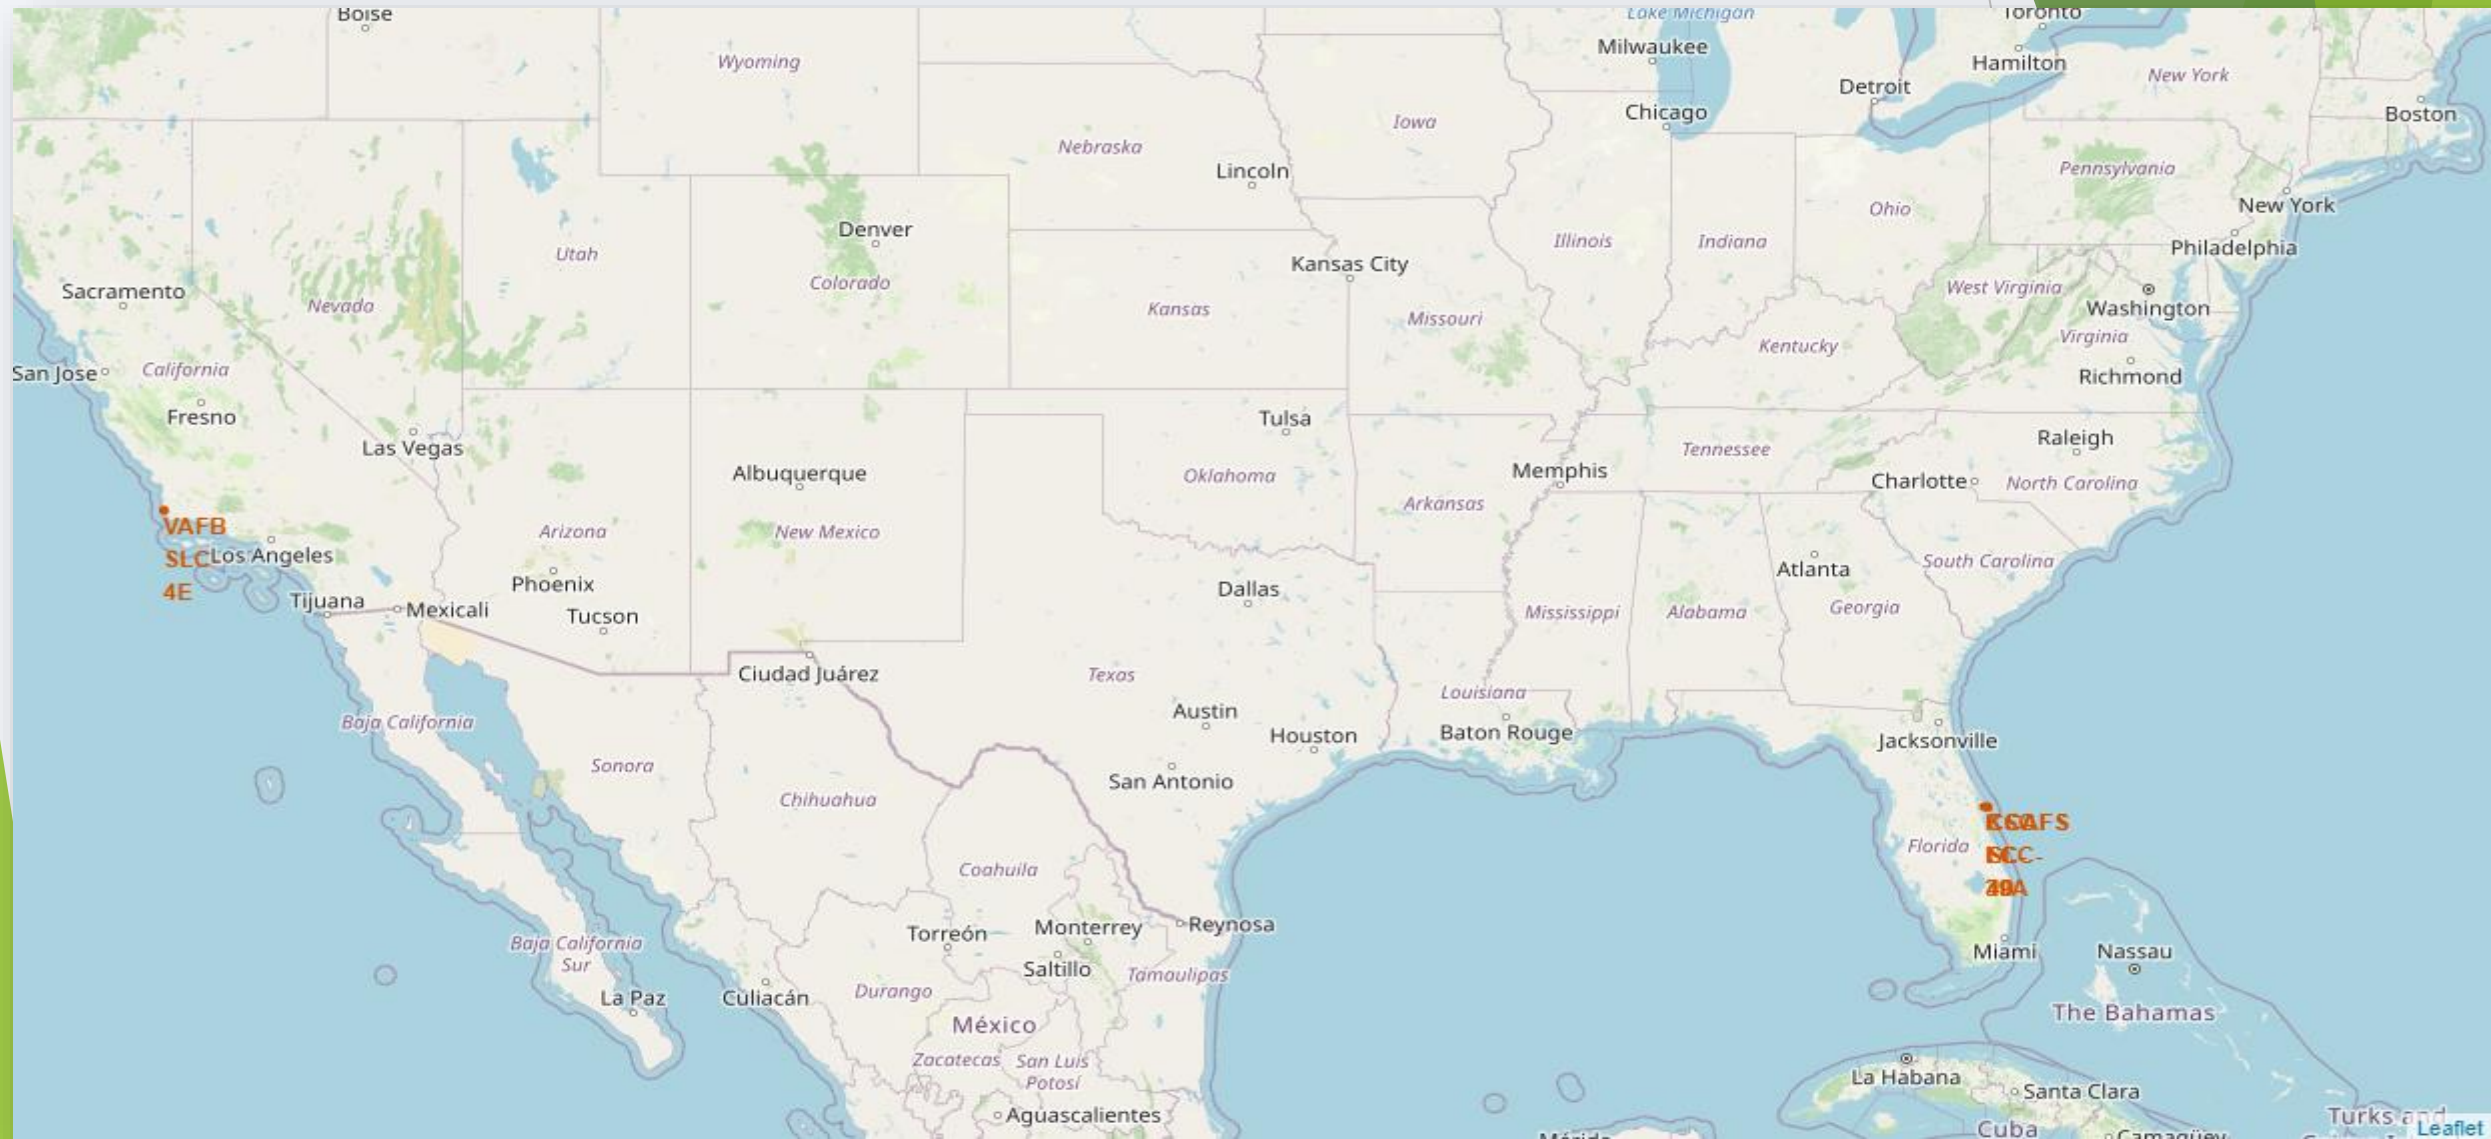 Boise
Lake Michigan
Toronto
Milwaukee
Hamilton
Wyoming
New York
Detroit
Chicago
Boston
Iowa
Nebraska
Lincoln
Pennsylvania
New York
Ohio
Denver
Utah
Illinois
Indiana
Philadelphia
Kansas City
Colorado
Sacramento
West Virginia
Nevada
Kansas
Washington
Missouri
Virginia
Kentucky
San Jose
California
Richmond
Fresno
Tulsa
Las Vegas
Raleigh
Tennessee
Albuquerque
Oklahoma
Memphis
Charlotte
North Carolina
Arkansas
VAFB
SLC
4E
Arizona
New Mexico
Los Angeles
South Carolina
Atlanta
Phoenix
Dallas
Tijuana
Mexicali
Georgia
Tucson
Mississippi
Alabama
Ciudad Juárez
Texas
Louisiana
Austin
Baja California
Houston
Baton Rouge
Jacksonville
Sonora
San Antonio
Chihuahua
Florida
Coahuila
Reynosa
Monterrey
Torreón
Baja California
Sur
Miami
Nassau
Saltillo
Tamaulipas
Durango
La Paz
Culiacán
The Bahamas
México
Zacatecas
San Luis
Potosí
La Habana
Santa Clara
Aguascalientes
Turks and
Cuba
Leaflet